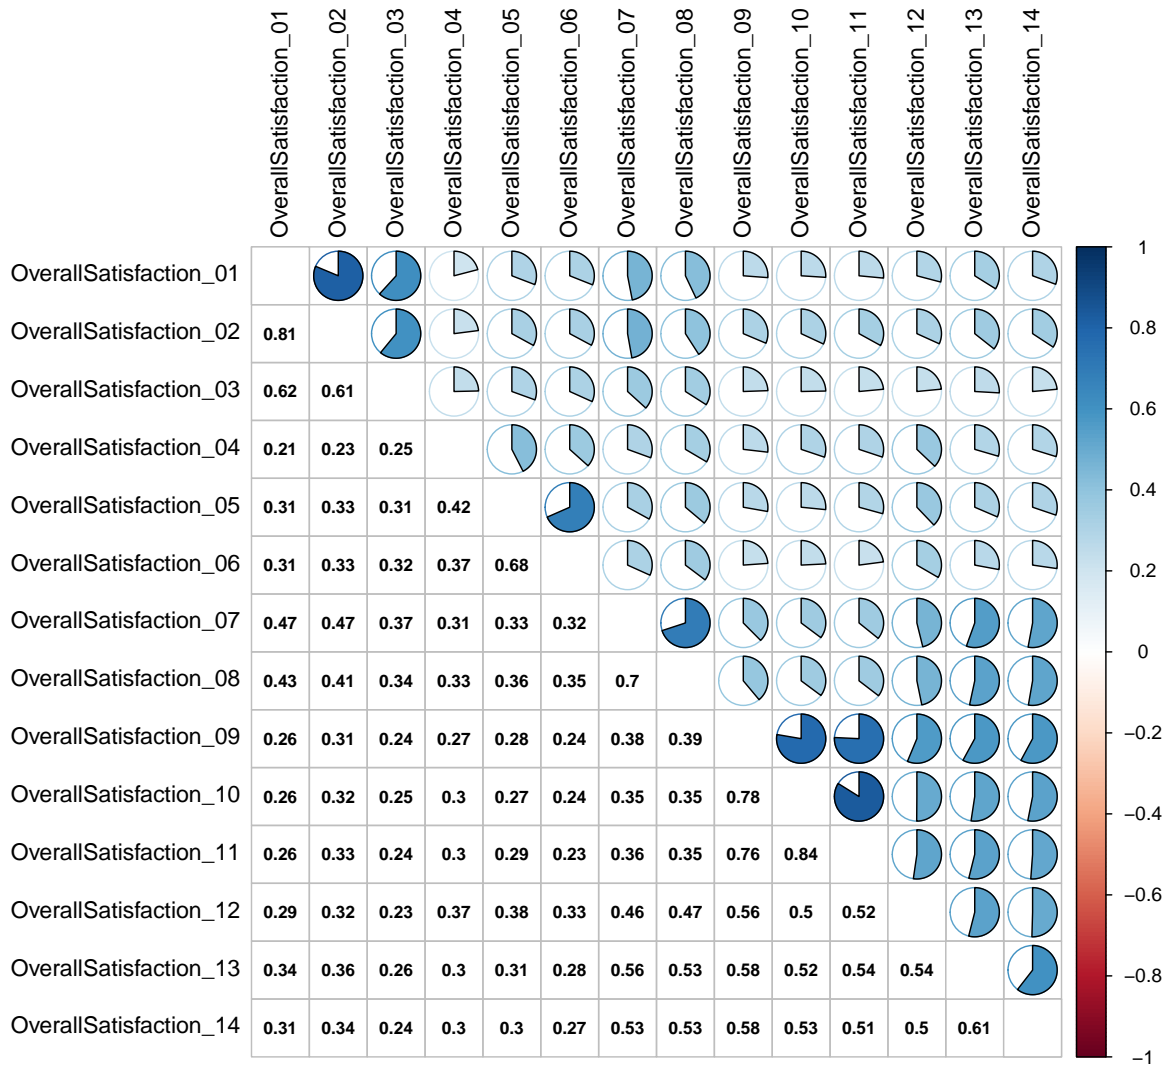 OverallSatisfaction_01
OverallSatisfaction_02
OverallSatisfaction_03
OverallSatisfaction_04
OverallSatisfaction_05
OverallSatisfaction_06
OverallSatisfaction_07
OverallSatisfaction_08
OverallSatisfaction_09
OverallSatisfaction_10
OverallSatisfaction_11
OverallSatisfaction_12
OverallSatisfaction_13
OverallSatisfaction_14
OverallSatisfaction_01
OverallSatisfaction_02 0.81
OverallSatisfaction_03 0.62 0.61
OverallSatisfaction_04 0.21 0.23 0.25
OverallSatisfaction_05 0.31 0.33 0.31 0.42
OverallSatisfaction_06 0.31 0.33 0.32 0.37 0.68
OverallSatisfaction_07 0.47 0.47 0.37 0.31 0.33 0.32
OverallSatisfaction_08 0.43 0.41 0.34 0.33 0.36 0.35 0.7
OverallSatisfaction_09 0.26 0.31 0.24 0.27 0.28 0.24 0.38 0.39
OverallSatisfaction_10 0.26 0.32 0.25 0.3 0.27 0.24 0.35 0.35 0.78
OverallSatisfaction_11 0.26 0.33 0.24 0.3 0.29 0.23 0.36 0.35 0.76 0.84
OverallSatisfaction_12 0.29 0.32 0.23 0.37 0.38 0.33 0.46 0.47 0.56 0.5 0.52
OverallSatisfaction_13 0.34 0.36 0.26 0.3 0.31 0.28 0.56 0.53 0.58 0.52 0.54 0.54
OverallSatisfaction_14 0.31 0.34 0.24 0.3 0.3 0.27 0.53 0.53 0.58 0.53 0.51 0.5 0.61
1
0.8
0.6
0.4
0.2
0
−0.2
−0.4
−0.6
−0.8
−1